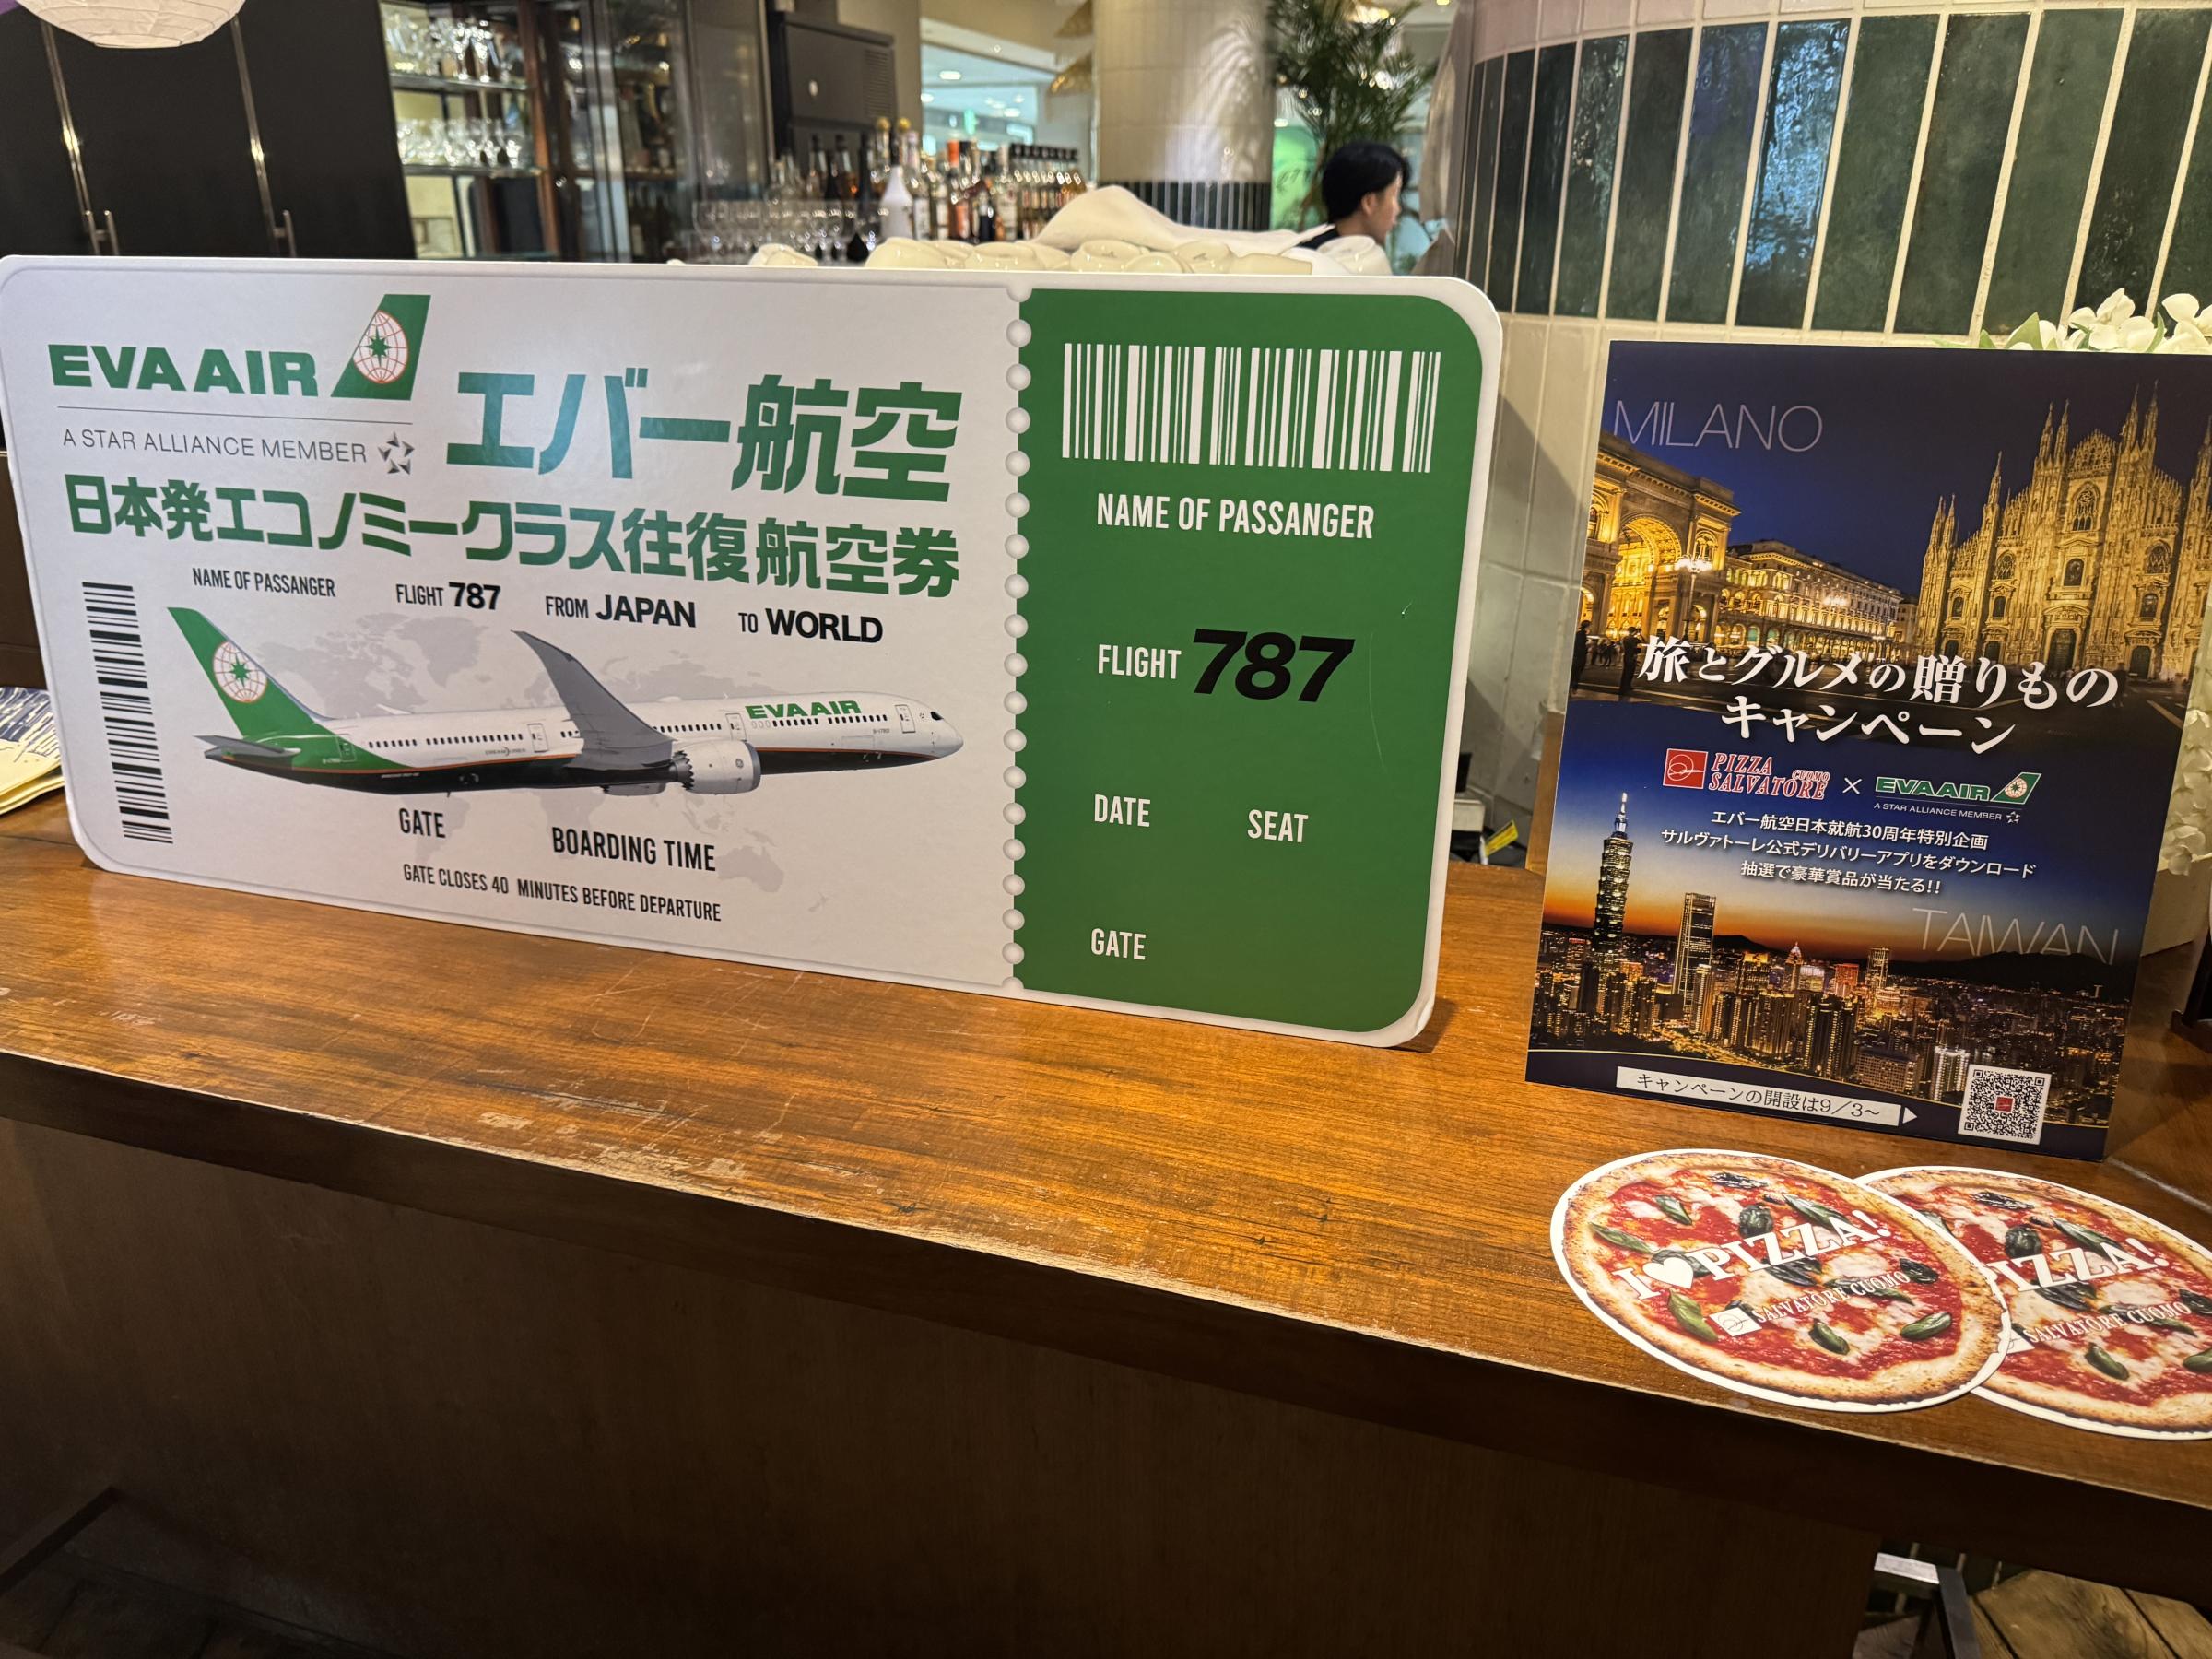 EVA AIR
A STAR ALLIANCE MEMBER
エバー航空
日本発エコノミークラス往復航空券
NAME OF PASSANGER
FLIGHT 787
FROM JAPAN
TO WORLD
EVA AIR
GATE
BOARDING TIME
GATE CLOSES 40 MINUTES BEFORE DEPARTURE
NAME OF PASSANGER
FLIGHT 787
DATE
SEAT
GATE
MILANO
旅とグルメの贈りもの
キャンペーン
PIZZA
SALVATORE CUOMO
×
EVA AIR
A STAR ALLIANCE MEMBER
エバー航空日本就航30周年特別企画
サルヴァトーレ公式デリバリーアプリをダウンロード
抽選で豪華賞品が当たる!!
TAIWAN
キャンペーンの開設は9/3~
I♥PIZZA!
SALVATORE CUOMO
PIZZA!
SALVATORE CUOMO